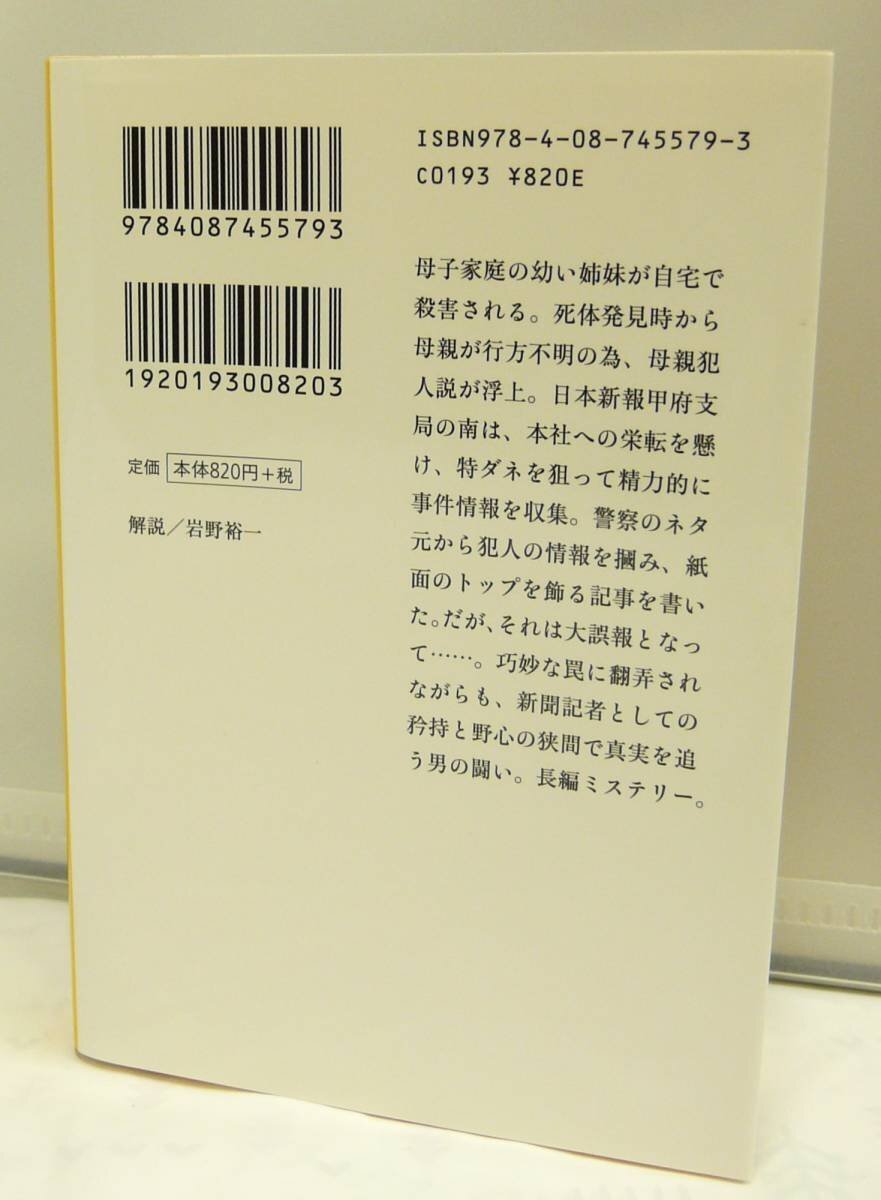 9784087455793
1920193008203
定価 本体820円+税
解説／岩野裕一
ISBN978-4-08-745579-3
C0193 ¥820E
母子家庭の幼い姉妹が自宅で
殺害される。死体発見時から
母親が行方不明の為、母親犯
人説が浮上。日本新報甲府支
局の南は、本社への栄転を懸
け、特ダネを狙って精力的に
事件情報を収集。警察のネタ
元から犯人の情報を摑み、紙
面のトップを飾る記事を書い
た。だが、それは大誤報となっ
て……。巧妙な罠に翻弄され
ながらも、新聞記者としての
矜持と野心の狭間で真実を追
う男の闘い。長編ミステリー。